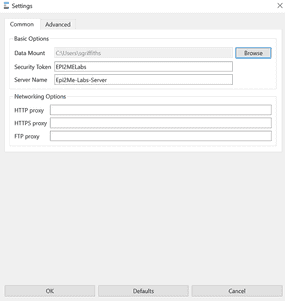 Settings
Common Advanced
Basic Options
Data Mount C:\Users\sgriffiths Browse
Security Token EPI2MELabs
Server Name Epi2Me-Labs-Server
Networking Options
HTTP proxy
HTTPS proxy
FTP proxy
OK Defaults Cancel